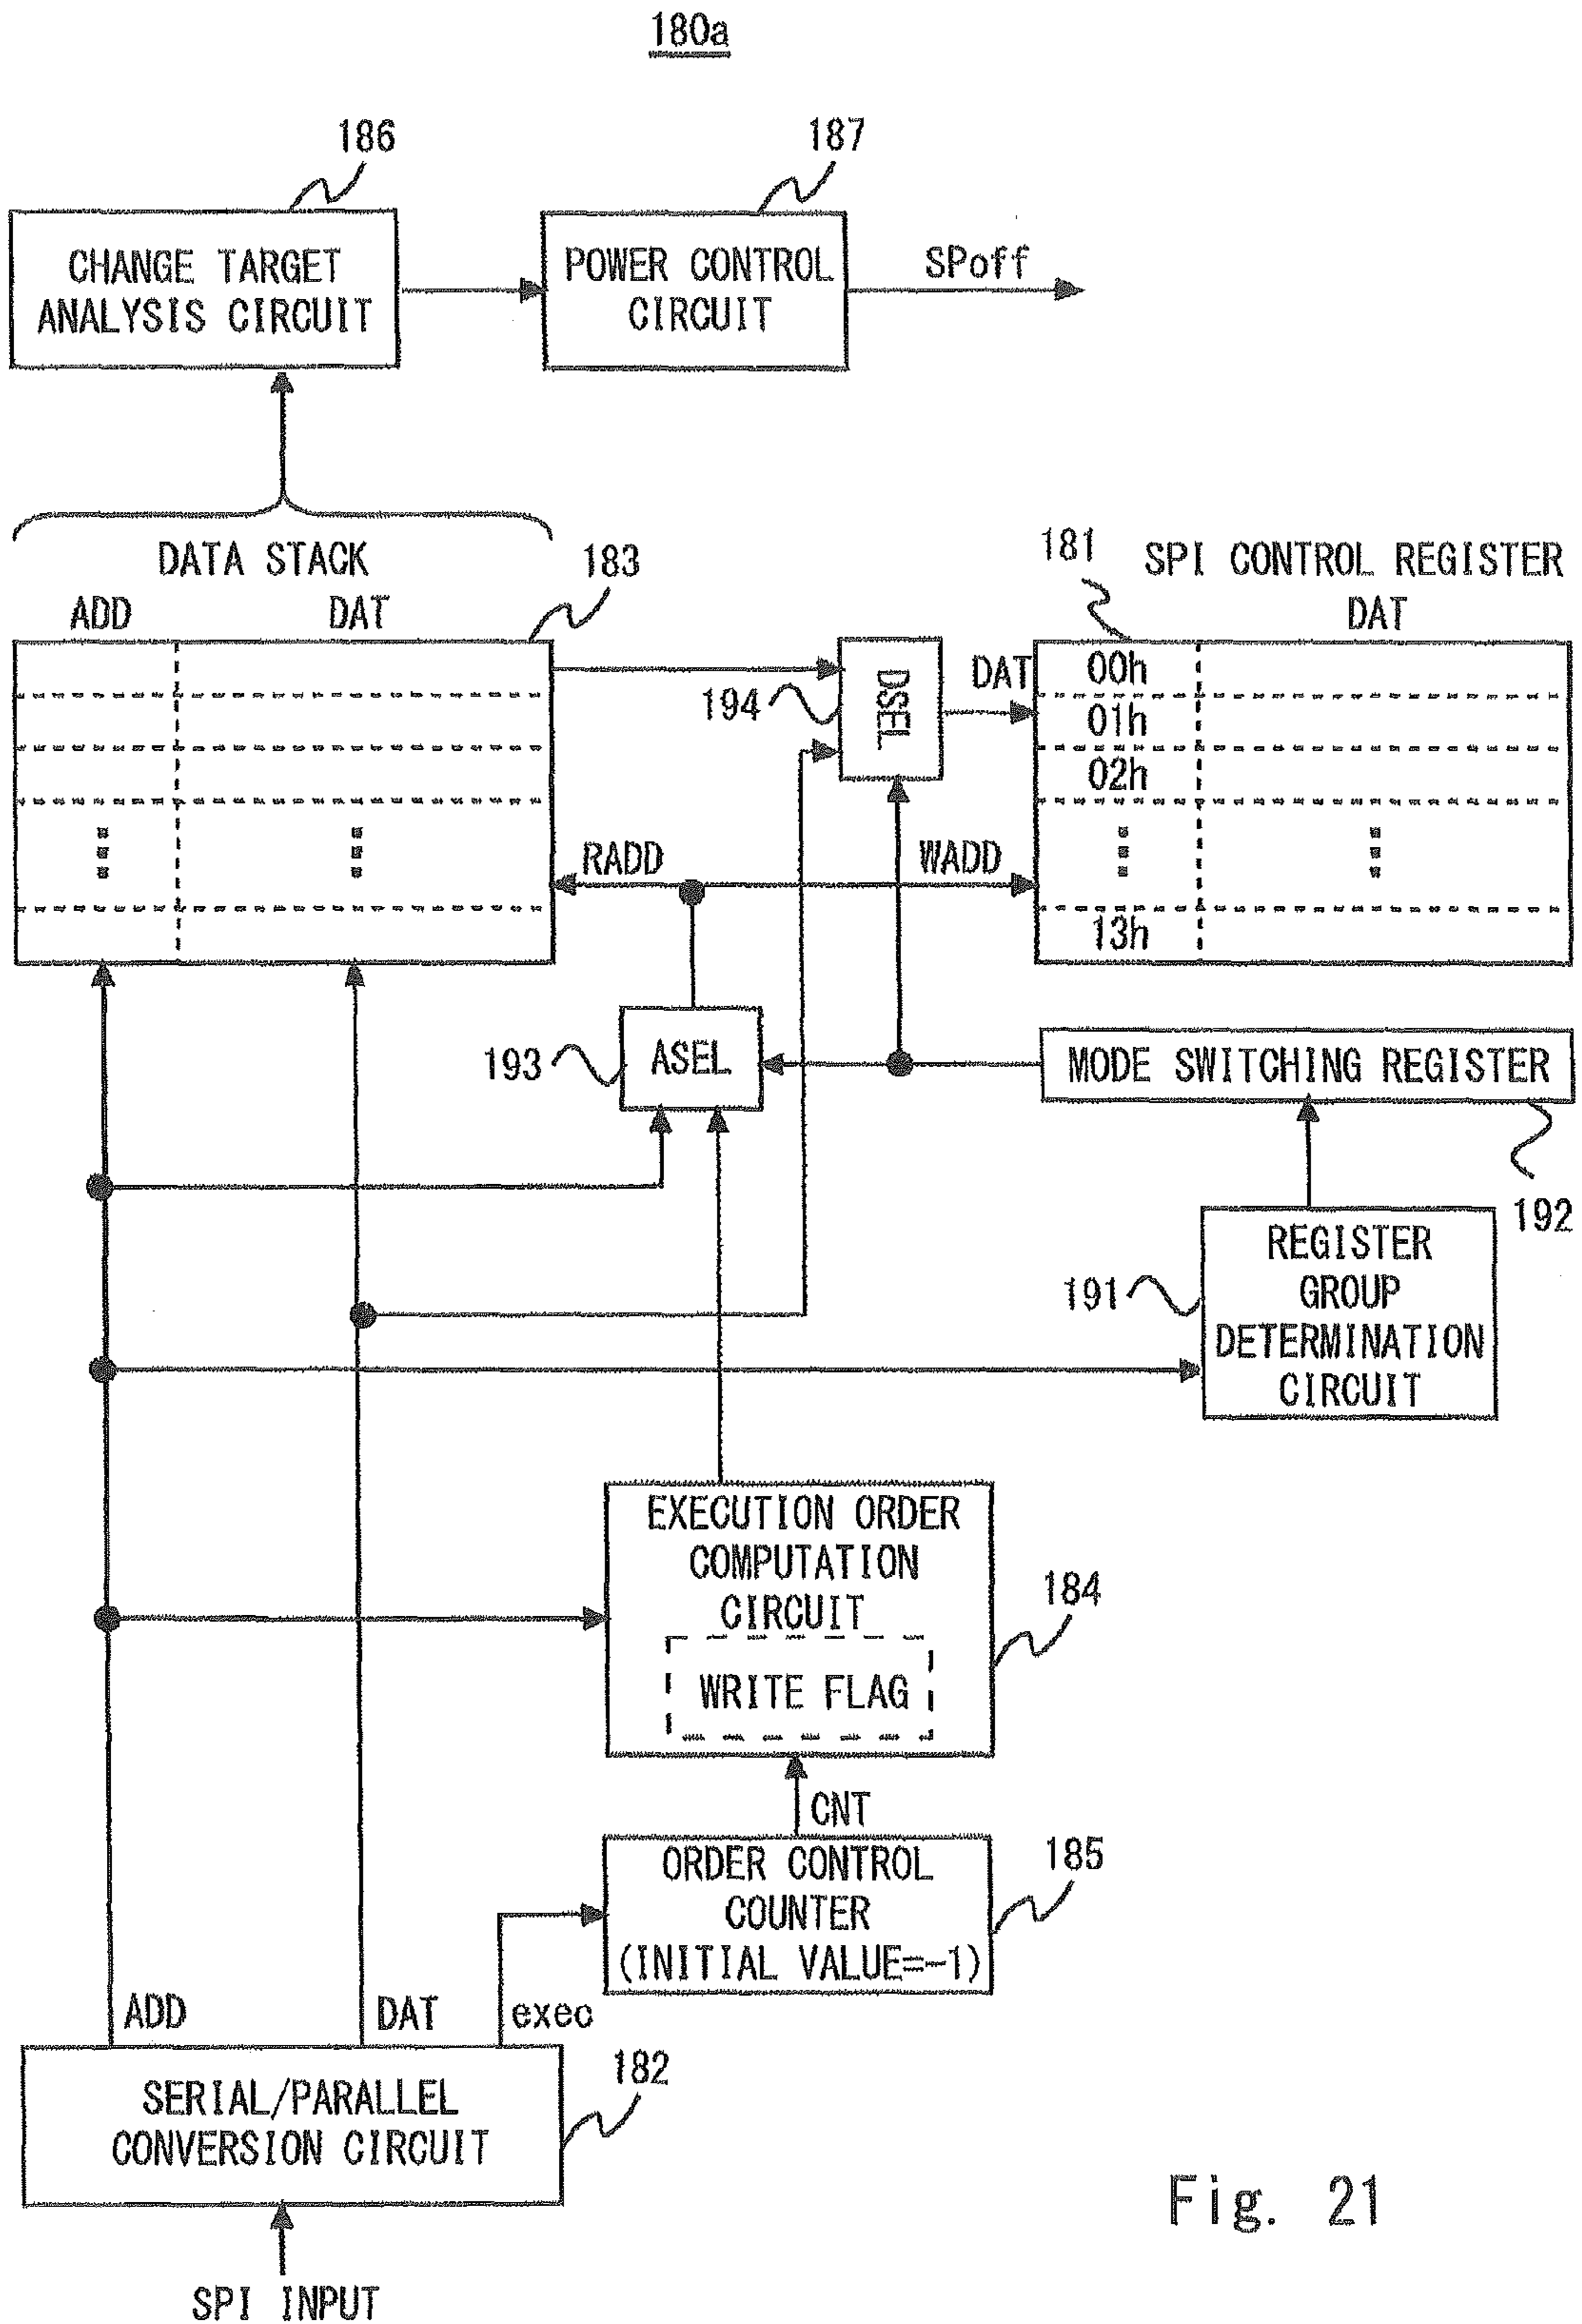 180a
186
187
CHANGE TARGET
ANALYSIS CIRCUIT
POWER CONTROL
CIRCUIT
SPoff
DATA STACK
183
181
SPI CONTROL REGISTER
ADD
DAT
DAT
194
DSEL
DAT
00h
01h
02h
RADD
WADD
13h
193
ASEL
MODE SWITCHING REGISTER
192
191
REGISTER
GROUP
DETERMINATION
CIRCUIT
EXECUTION ORDER
COMPUTATION
CIRCUIT
184
WRITE FLAG
CNT
ORDER CONTROL
COUNTER
(INITIAL VALUE=-1)
185
ADD
DAT
exec
SERIAL/PARALLEL
CONVERSION CIRCUIT
182
SPI INPUT
Fig. 21